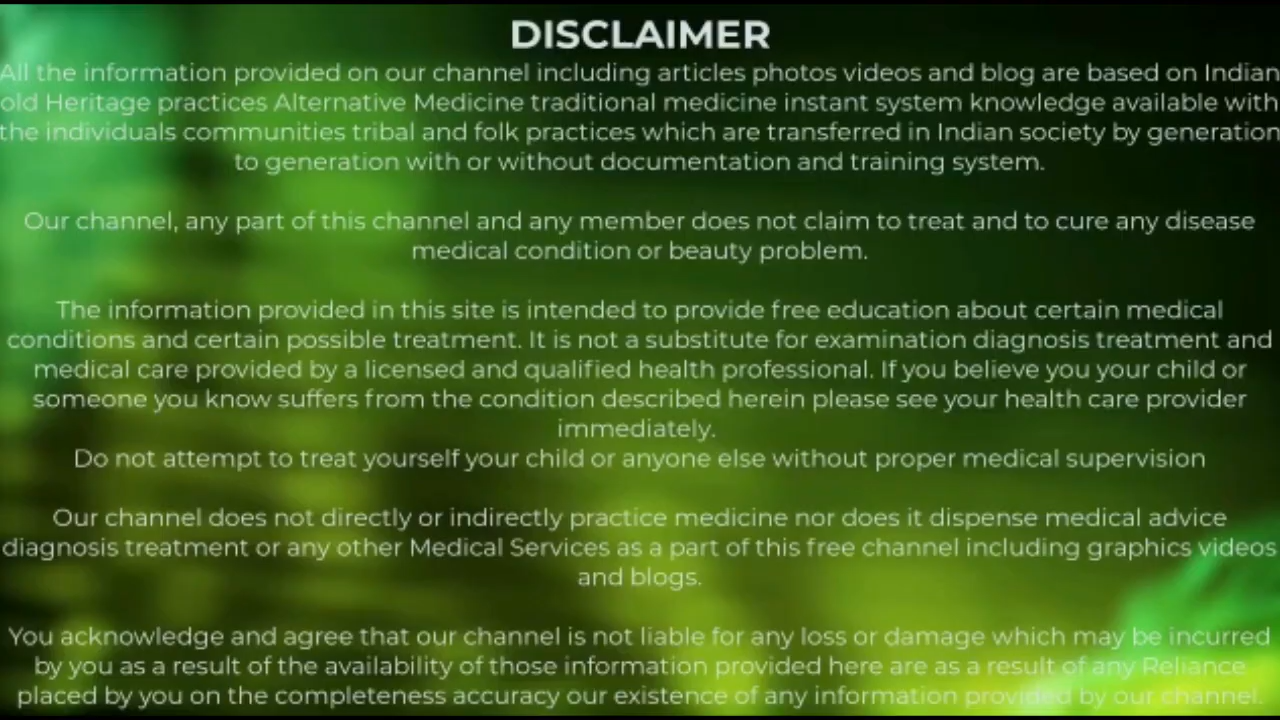 DISCLAIMER
All the information provided on our channel including articles photos videos and blog are based on Indian
old Heritage practices Alternative Medicine traditional medicine instant system knowledge available with
the individuals communities tribal and folk practices which are transferred in Indian society by generation
to generation with or without documentation and training system.
Our channel, any part of this channel and any member does not claim to treat and to cure any disease
medical condition or beauty problem.
The information provided in this site is intended to provide free education about certain medical
conditions and certain possible treatment. It is not a substitute for examination diagnosis treatment and
medical care provided by a licensed and qualified health professional. If you believe you your child or
someone you know suffers from the condition described herein please see your health care provider
immediately.
Do not attempt to treat yourself your child or anyone else without proper medical supervision
Our channel does not directly or indirectly practice medicine nor does it dispense medical advice
diagnosis treatment or any other Medical Services as a part of this free channel including graphics videos
and blogs.
You acknowledge and agree that our channel is not liable for any loss or damage which may be incurred
by you as a result of the availability of those information provided here are as a result of any Reliance
placed by you on the completeness accuracy our existence of any information provided by our channel.